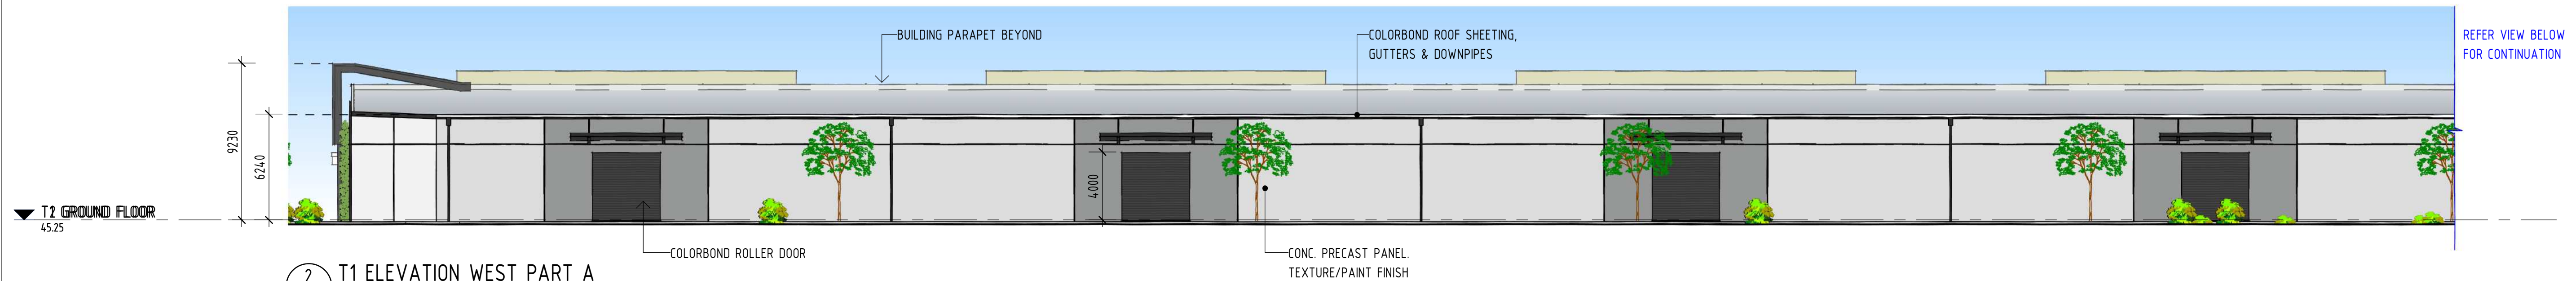 BUILDING PARAPET BEYOND
COLORBOND ROOF SHEETING,
GUTTERS & DOWNPIPES
REFER VIEW BELOW
FOR CONTINUATION
9230
6240
4000
GROUND FLOOR
45.25
COLORBOND ROLLER DOOR
CONC. PRECAST PANEL.
TEXTURE/PAINT FINISH
2
T1 ELEVATION WEST PART A